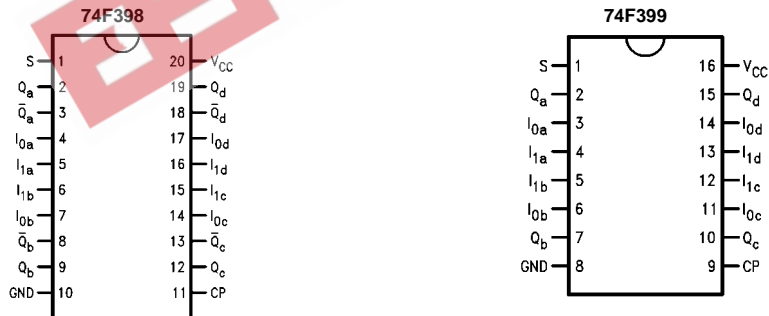 74F398
S 1 20 V_CC
Q_a 2 19 Q_d
Q̅_a 3 18 Q̅_d
I_0a 4 17 I_0d
I_1a 5 16 I_1d
I_1b 6 15 I_1c
I_0b 7 14 I_0c
Q̅_b 8 13 Q̅_c
Q_b 9 12 Q_c
GND 10 11 CP
74F399
S 1 16 V_CC
Q_a 2 15 Q_d
I_0a 3 14 I_0d
I_1a 4 13 I_1d
I_1b 5 12 I_1c
I_0b 6 11 I_0c
Q_b 7 10 Q_c
GND 8 9 CP